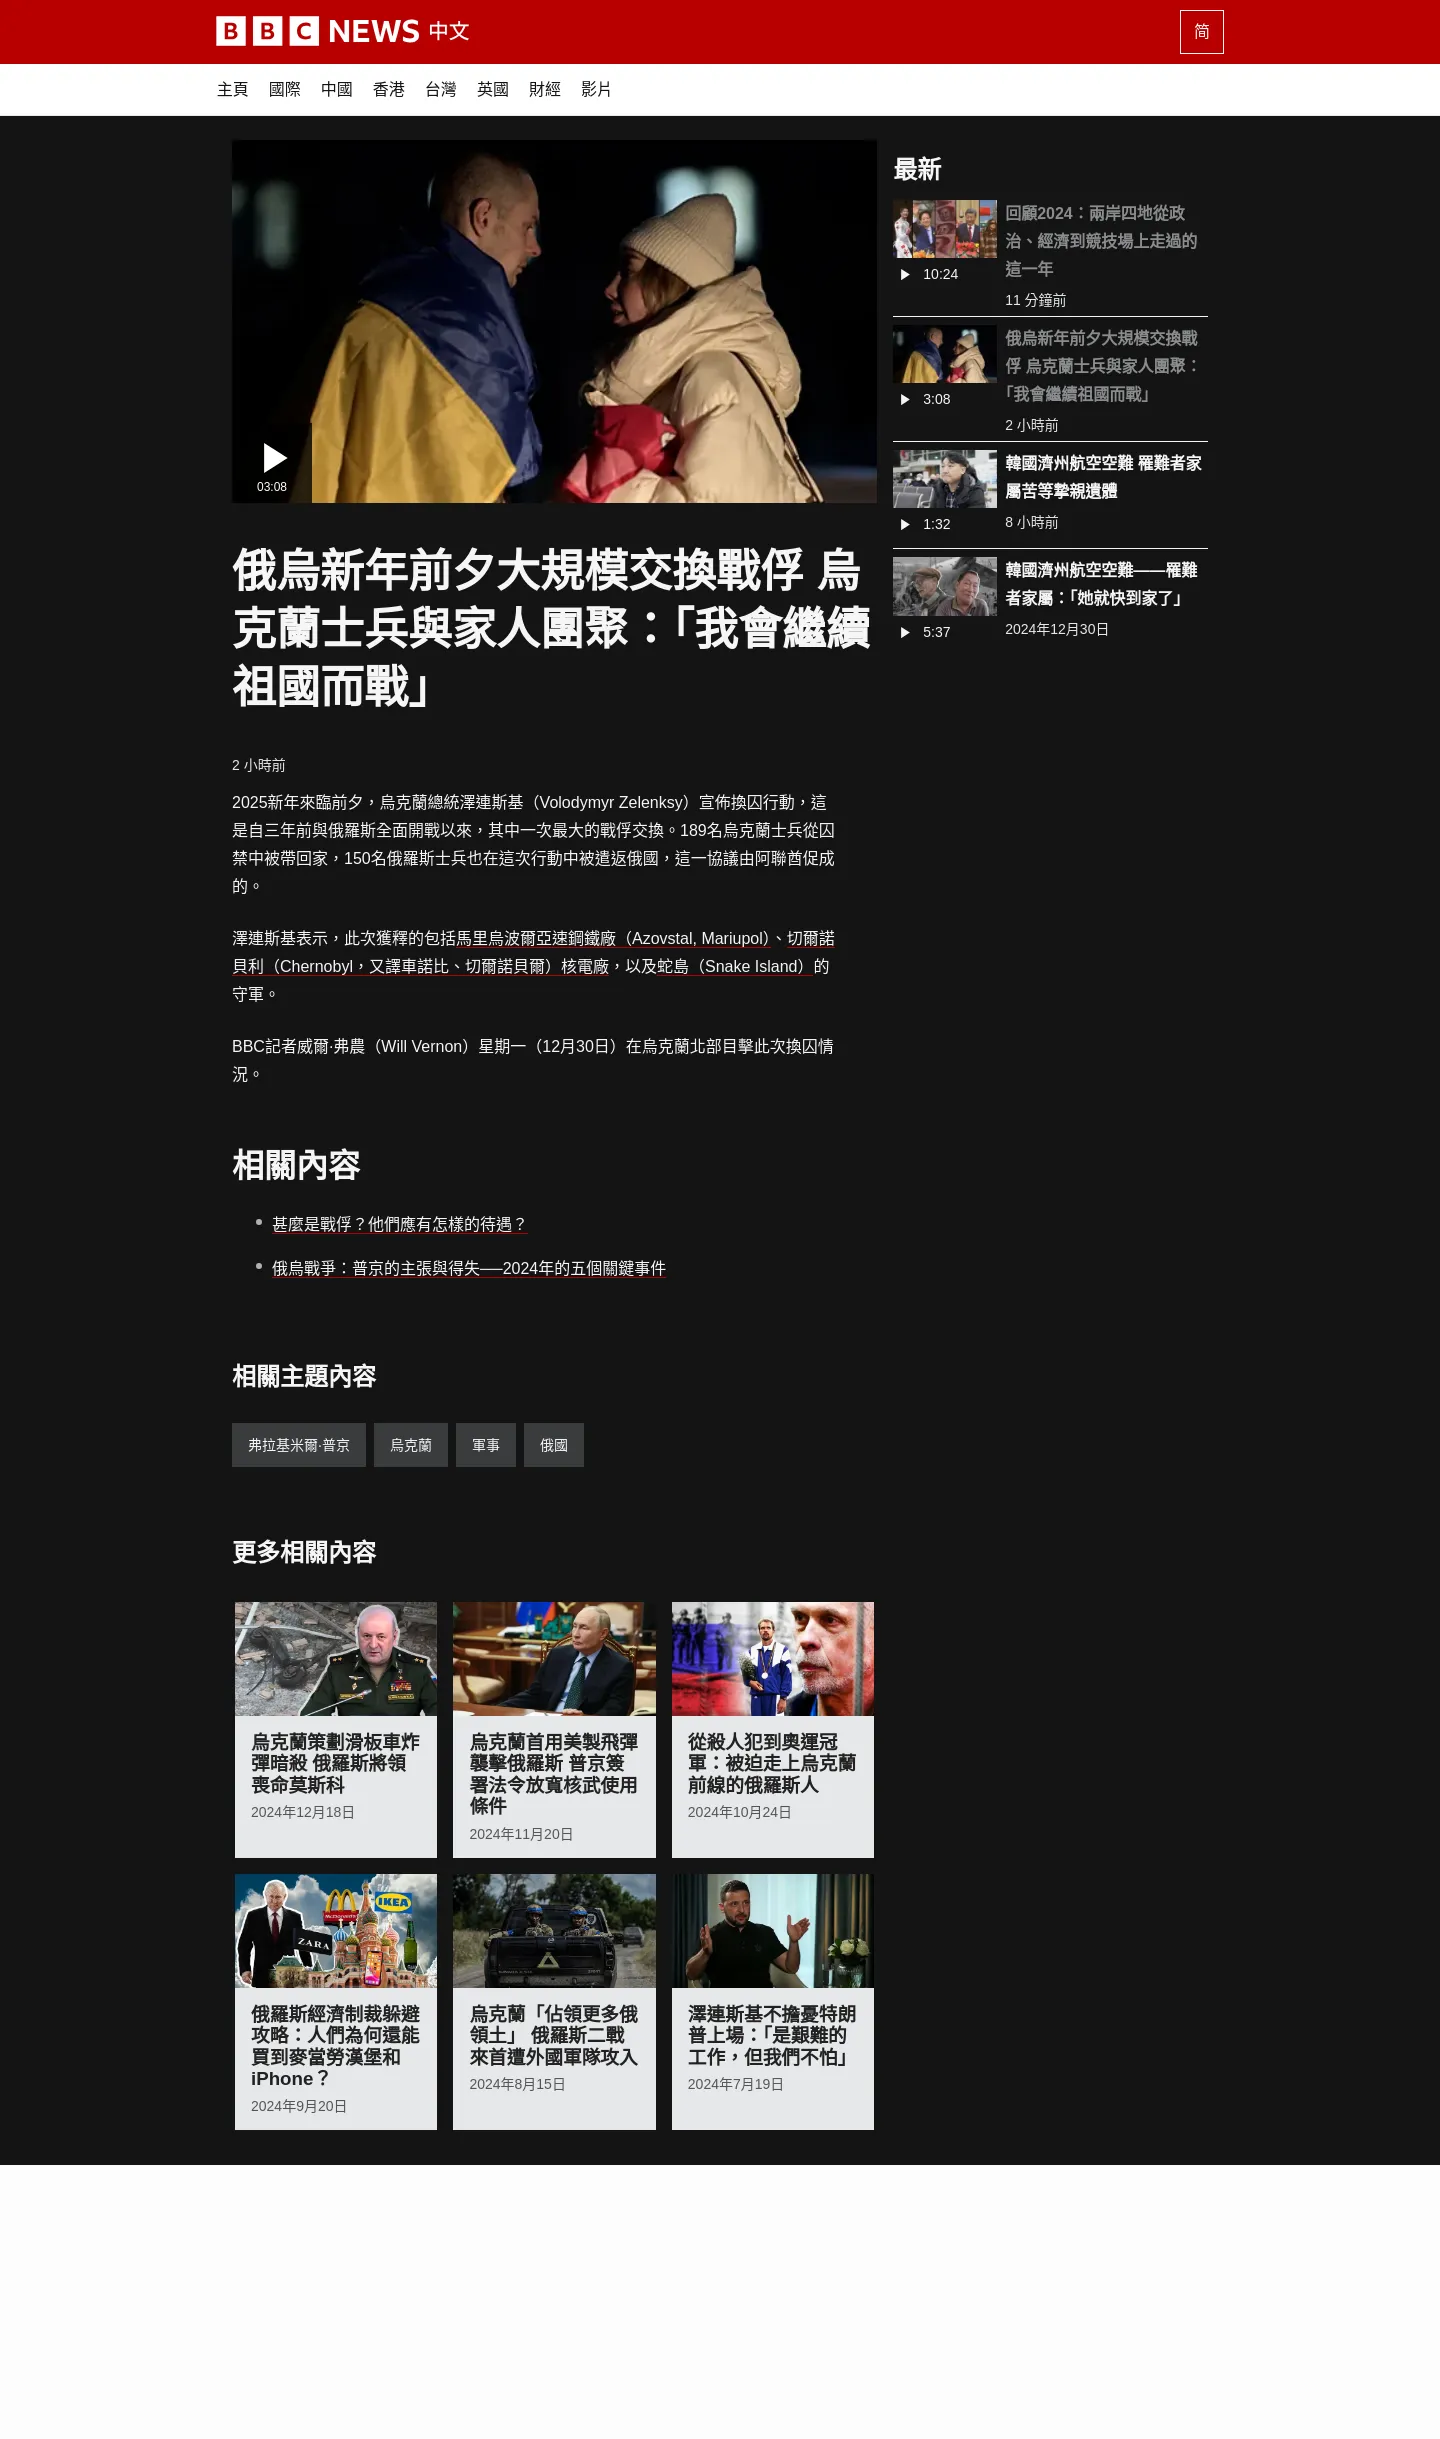 BBC NEWS 中文
简
主頁 國際 中國 香港 台灣 英國 財經 影片
03:08
俄烏新年前夕大規模交換戰俘 烏
克蘭士兵與家人團聚：「我會繼續
祖國而戰」
2 小時前
2025新年來臨前夕，烏克蘭總統澤連斯基（Volodymyr Zelenksy）宣佈換囚行動，這
是自三年前與俄羅斯全面開戰以來，其中一次最大的戰俘交換。189名烏克蘭士兵從囚
禁中被帶回家，150名俄羅斯士兵也在這次行動中被遣返俄國，這一協議由阿聯酋促成
的。
澤連斯基表示，此次獲釋的包括馬里烏波爾亞速鋼鐵廠（Azovstal, Mariupol）、切爾諾
貝利（Chernobyl，又譯車諾比、切爾諾貝爾）核電廠，以及蛇島（Snake Island）的
守軍。
BBC記者威爾·弗農（Will Vernon）星期一（12月30日）在烏克蘭北部目擊此次換囚情
況。
相關內容
甚麼是戰俘？他們應有怎樣的待遇？
俄烏戰爭：普京的主張與得失──2024年的五個關鍵事件
相關主題內容
弗拉基米爾·普京 烏克蘭 軍事 俄國
更多相關內容
烏克蘭策劃滑板車炸
彈暗殺 俄羅斯將領
喪命莫斯科
2024年12月18日
烏克蘭首用美製飛彈
襲擊俄羅斯 普京簽
署法令放寬核武使用
條件
2024年11月20日
從殺人犯到奧運冠
軍：被迫走上烏克蘭
前線的俄羅斯人
2024年10月24日
McDonald's
IKEA
ZARA
俄羅斯經濟制裁躲避
攻略：人們為何還能
買到麥當勞漢堡和
iPhone？
2024年9月20日
烏克蘭「佔領更多俄
領土」 俄羅斯二戰
來首遭外國軍隊攻入
2024年8月15日
澤連斯基不擔憂特朗
普上場：「是艱難的
工作，但我們不怕」
2024年7月19日
最新
10:24
回顧2024：兩岸四地從政
治、經濟到競技場上走過的
這一年
11 分鐘前
3:08
俄烏新年前夕大規模交換戰
俘 烏克蘭士兵與家人團聚：
「我會繼續祖國而戰」
2 小時前
1:32
韓國濟州航空空難 罹難者家
屬苦等摯親遺體
8 小時前
5:37
韓國濟州航空空難——罹難
者家屬：「她就快到家了」
2024年12月30日